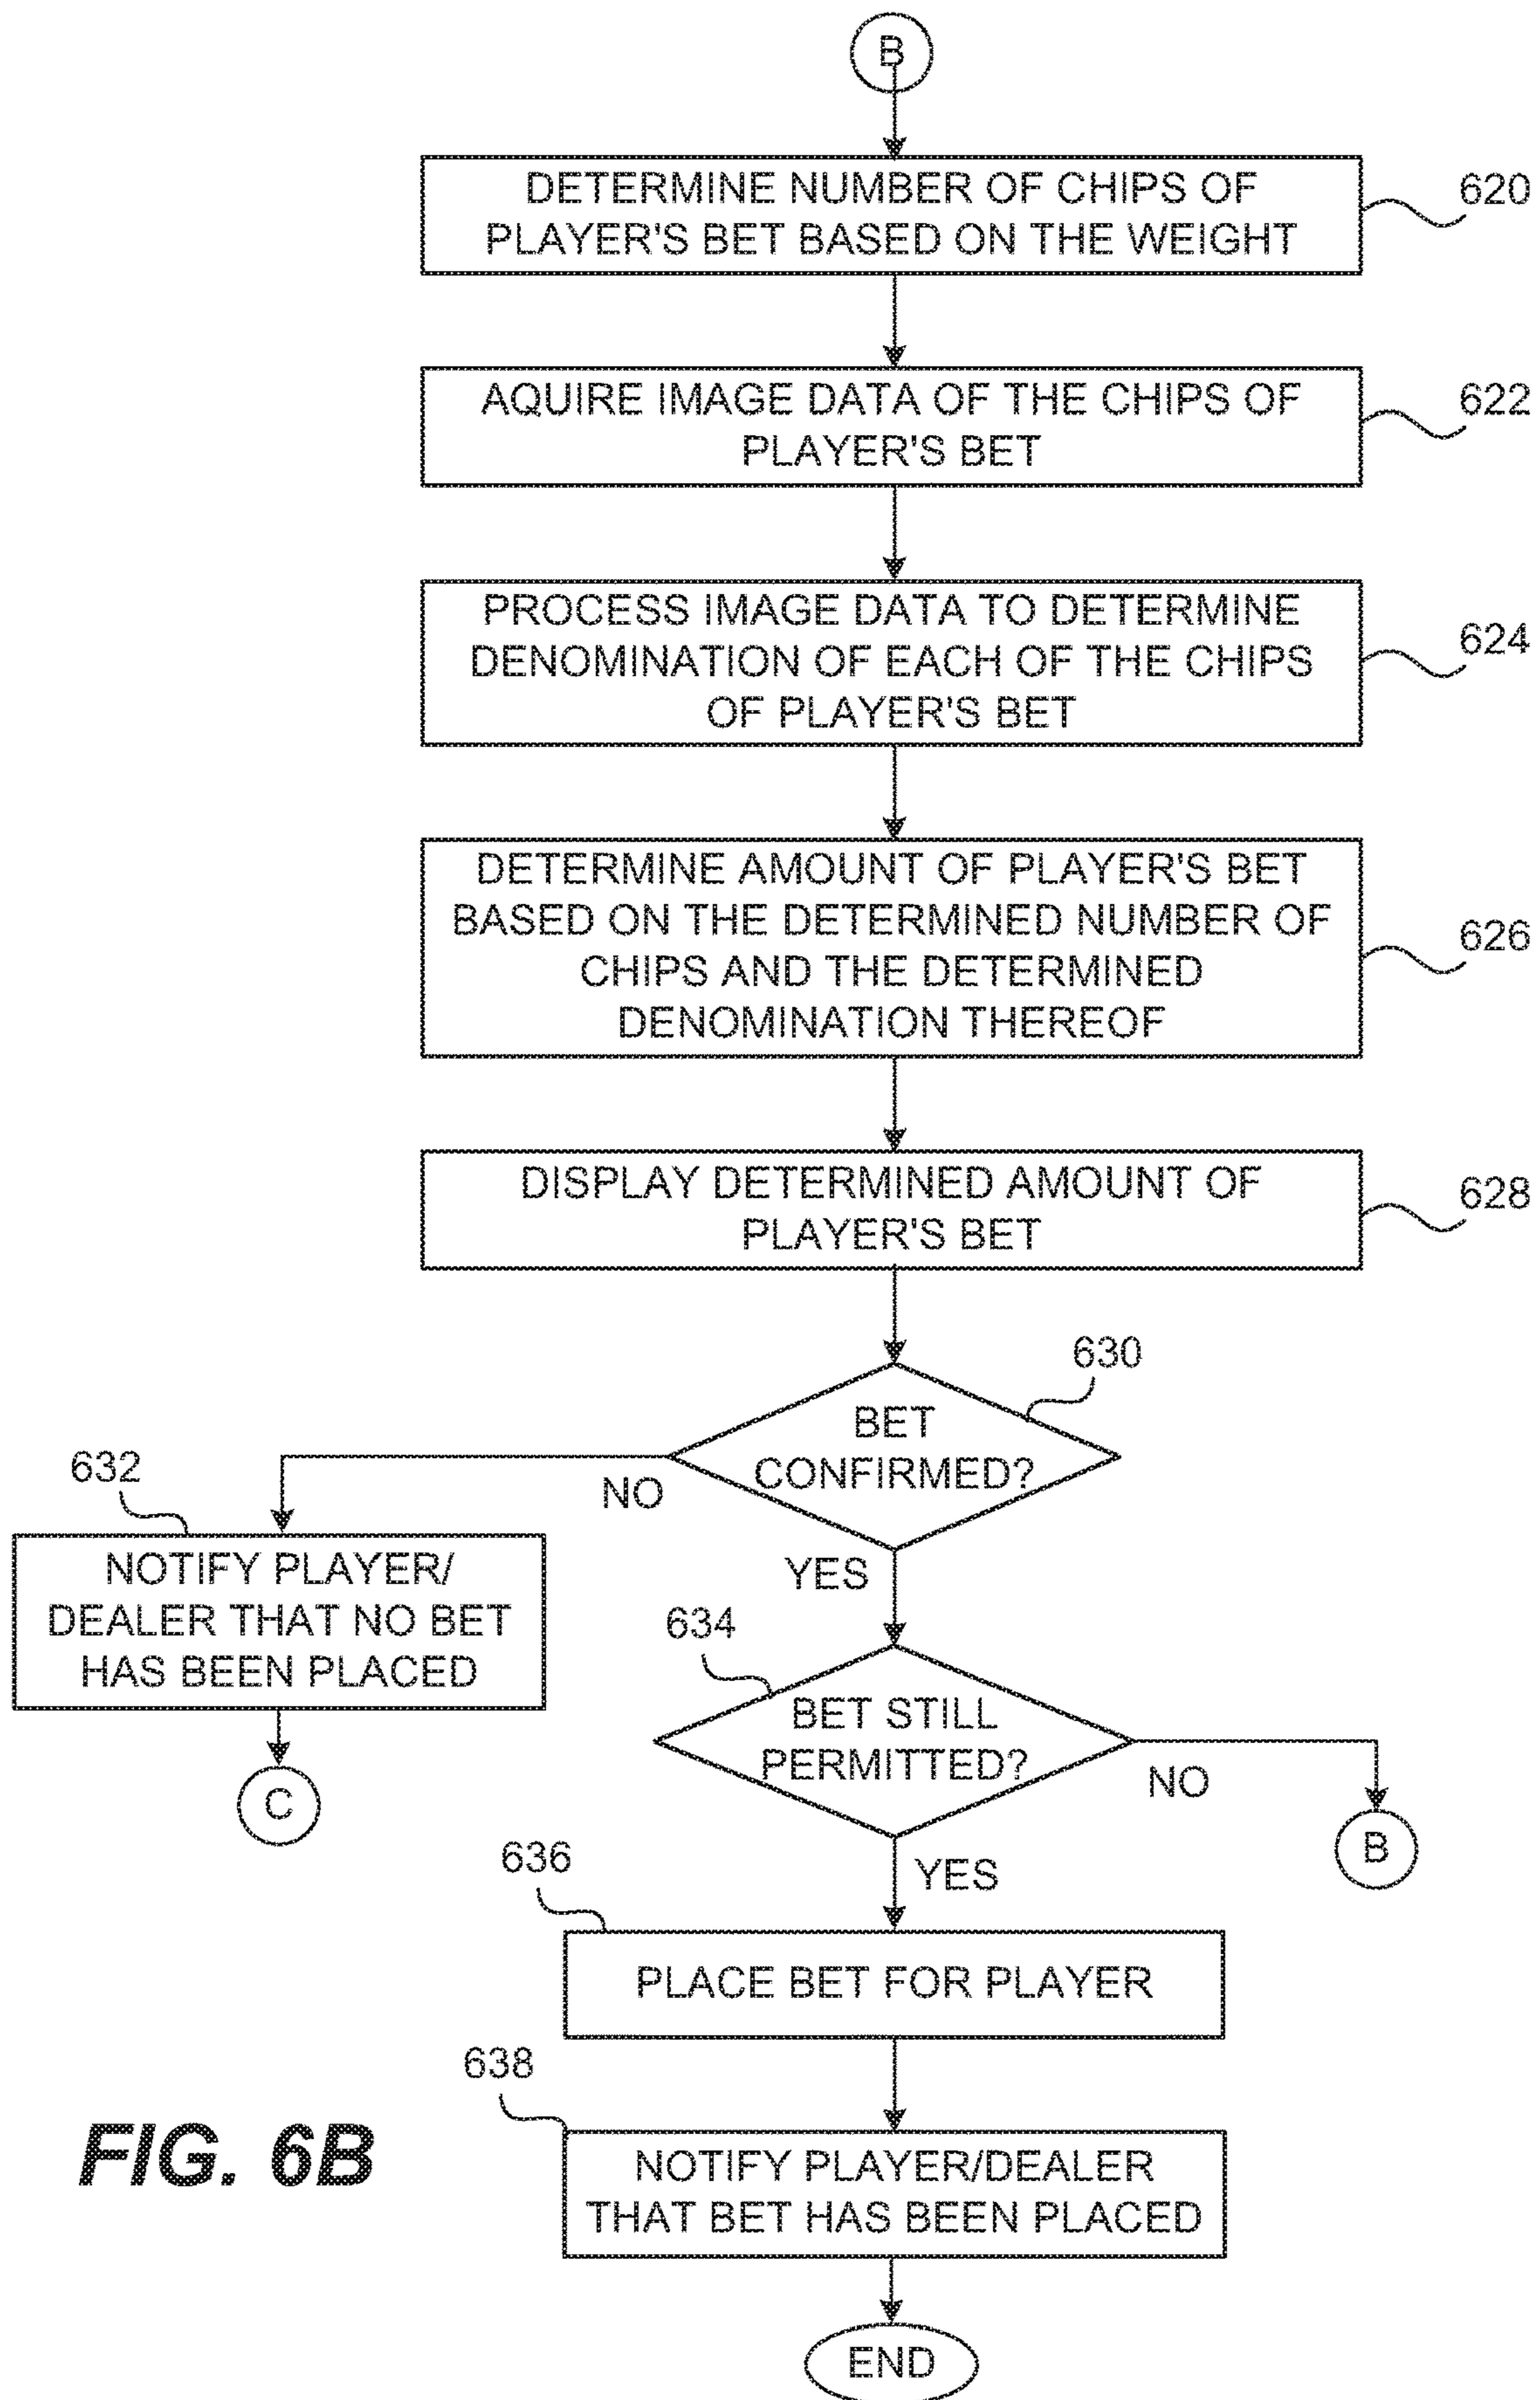 B
DETERMINE NUMBER OF CHIPS OF
PLAYER'S BET BASED ON THE WEIGHT
620
AQUIRE IMAGE DATA OF THE CHIPS OF
PLAYER'S BET
622
PROCESS IMAGE DATA TO DETERMINE
DENOMINATION OF EACH OF THE CHIPS
OF PLAYER'S BET
624
DETERMINE AMOUNT OF PLAYER'S BET
BASED ON THE DETERMINED NUMBER OF
CHIPS AND THE DETERMINED
DENOMINATION THEREOF
626
DISPLAY DETERMINED AMOUNT OF
PLAYER'S BET
628
630
BET
CONFIRMED?
NO
YES
632
NOTIFY PLAYER/
DEALER THAT NO BET
HAS BEEN PLACED
C
634
BET STILL
PERMITTED?
NO
B
YES
636
PLACE BET FOR PLAYER
638
NOTIFY PLAYER/DEALER
THAT BET HAS BEEN PLACED
END
FIG. 6B